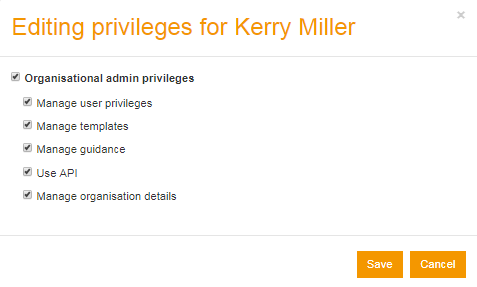 Editing privileges for Kerry Miller
×
Organisational admin privileges
Manage user privileges
Manage templates
Manage guidance
Use API
Manage organisation details
Save Cancel